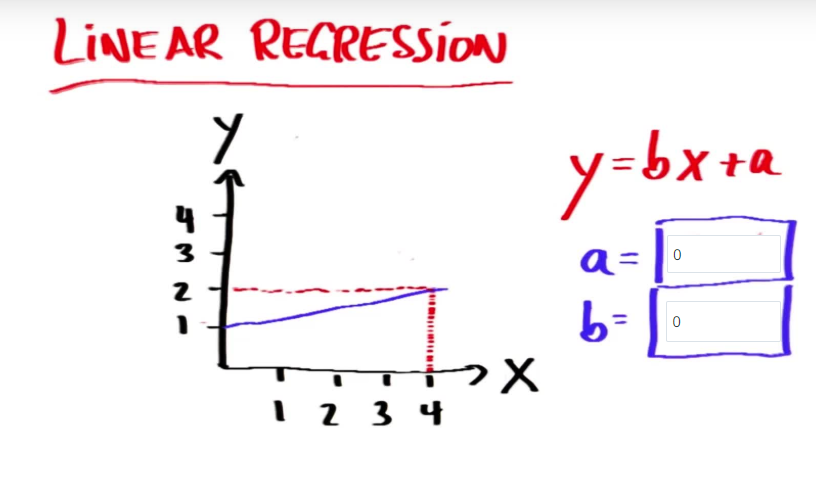 LiNEAR REGRESSiON
y
4
3
2
1
x
1 2 3 4
y=bx+a
a= 0
b= 0